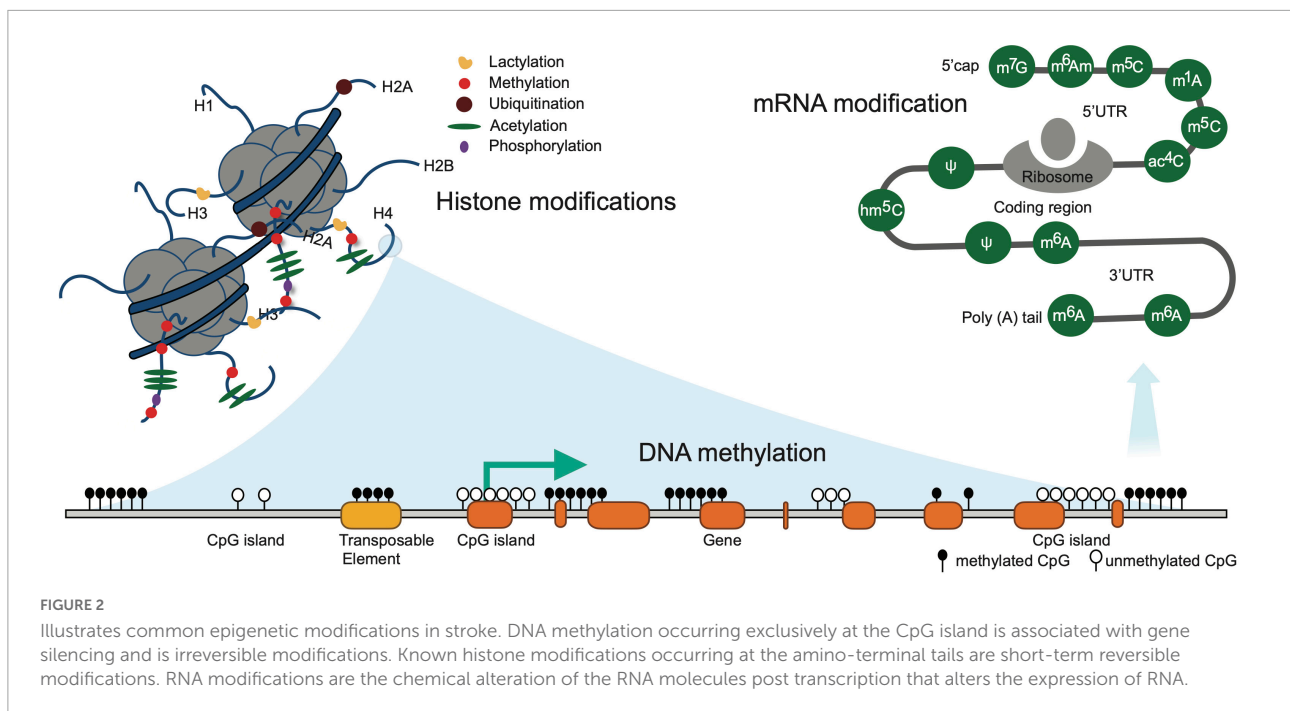 Lactylation
Methylation
Ubiquitination
Acetylation
Phosphorylation
H1
H2A
H2B
H3
H2A
H4
H3
Histone modifications
mRNA modification
5'cap
m⁷G
m⁶Am
m⁵C
m¹A
m⁵C
ac⁴C
5'UTR
Ribosome
Coding region
ψ
hm⁵C
ψ
m⁶A
3'UTR
Poly (A) tail
m⁶A
m⁶A
DNA methylation
CpG island
Transposable
Element
CpG island
Gene
CpG island
methylated CpG
unmethylated CpG
FIGURE 2
Illustrates common epigenetic modifications in stroke. DNA methylation occurring exclusively at the CpG island is associated with gene
silencing and is irreversible modifications. Known histone modifications occurring at the amino-terminal tails are short-term reversible
modifications. RNA modifications are the chemical alteration of the RNA molecules post transcription that alters the expression of RNA.